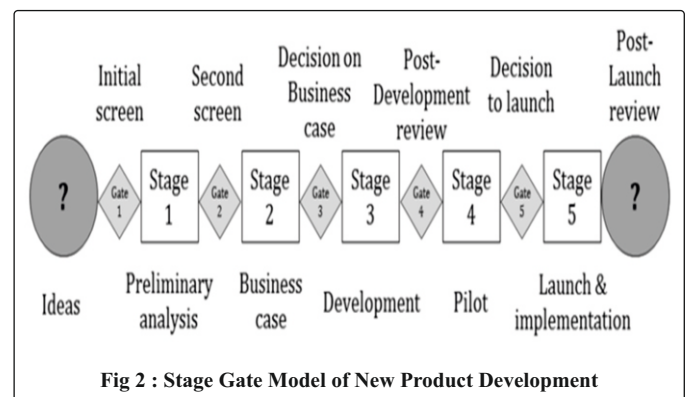 Initial
screen
Second
screen
Decision on
Business
case
Post-
Development
review
Decision
to launch
Post-
Launch
review
?
Gate
1
Stage
1
Gate
2
Stage
2
Gate
3
Stage
3
Gate
4
Stage
4
Gate
5
Stage
5
?
Ideas
Preliminary
analysis
Business
case
Development
Pilot
Launch &
implementation
Fig 2 : Stage Gate Model of New Product Development